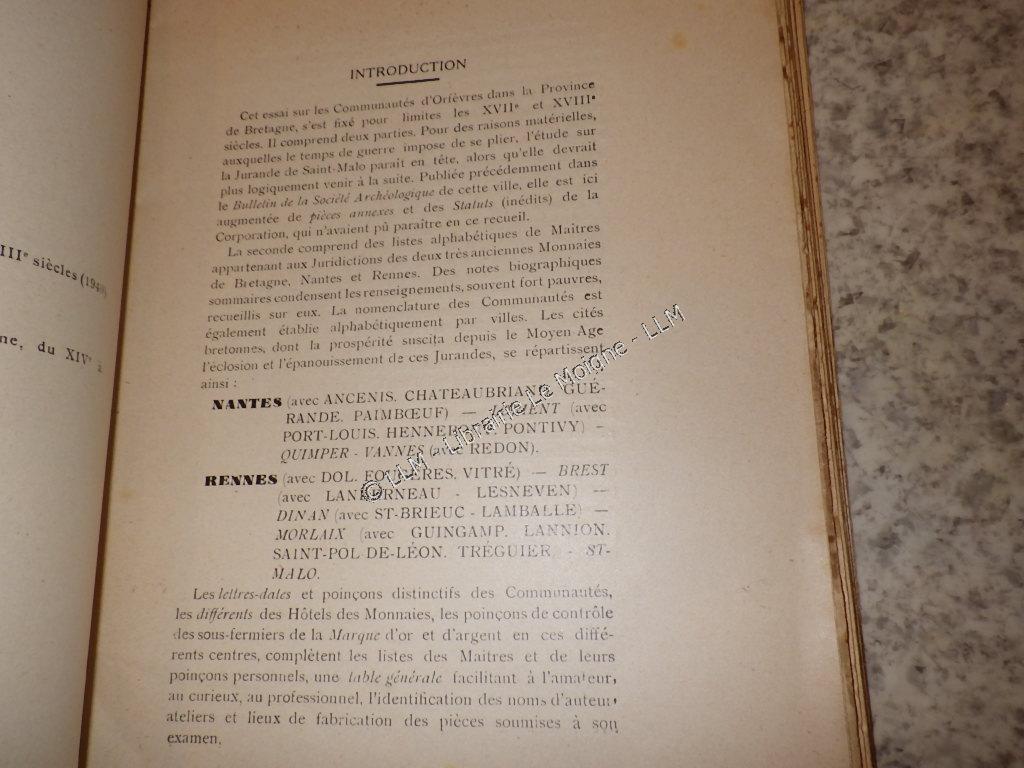 IIIᵉ siècles (1940)
ne, du XIVᵉ à
INTRODUCTION
Cet essai sur les Communautés d'Orfèvres dans la Province
de Bretagne, s'est fixé pour limites les XVIIᵉ et XVIIIᵉ
siècles. Il comprend deux parties. Pour des raisons matérielles,
auxquelles le temps de guerre impose de se plier, l'étude sur
la Jurande de Saint-Malo paraît en tête, alors qu'elle devrait
plus logiquement venir à la suite. Publiée précédemment dans
le Bulletin de la Société Archéologique de cette ville, elle est ici
augmentée de pièces annexes et des Statuts (inédits) de la
Corporation, qui n'avaient pû paraître en ce recueil.
La seconde comprend des listes alphabétiques de Maîtres
appartenant aux Juridictions des deux très anciennes Monnaies
de Bretagne, Nantes et Rennes. Des notes biographiques
sommaires condensent les renseignements, souvent fort pauvres,
recueillis sur eux. La nomenclature des Communautés est
également établie alphabétiquement par villes. Les cités
bretonnes, dont la prospérité suscita depuis le Moyen Age
l'éclosion et l'épanouissement de ces Jurandes, se répartissent
ainsi :
NANTES (avec ANCENIS, CHATEAUBRIAND, GUÉ-
RANDE, PAIMBŒUF) — (avec
PORT-LOUIS, HENNEBONT, PONTIVY) -
QUIMPER - VANNES (avec REDON).
RENNES (avec DOL, FOUGÈRES, VITRÉ) — BREST
(avec LANDERNEAU - LESNEVEN) —
DINAN (avec ST-BRIEUC - LAMBALLE) —
MORLAIX (avec GUINGAMP, LANNION,
SAINT-POL DE-LÉON, TRÉGUIER, - ST-
MALO.
Les lettres-dates et poinçons distinctifs des Communautés,
les différents des Hôtels des Monnaies, les poinçons de contrôle
des sous-fermiers de la Marque d'or et d'argent en ces diffé-
rents centres, complètent les listes des Maîtres et de leurs
poinçons personnels, une table générale facilitant à l'amateur,
au curieux, au professionnel, l'identification des noms d'auteur,
ateliers et lieux de fabrication des pièces soumises à son
examen.
© LLM - Librairie Le Moighe - LLM